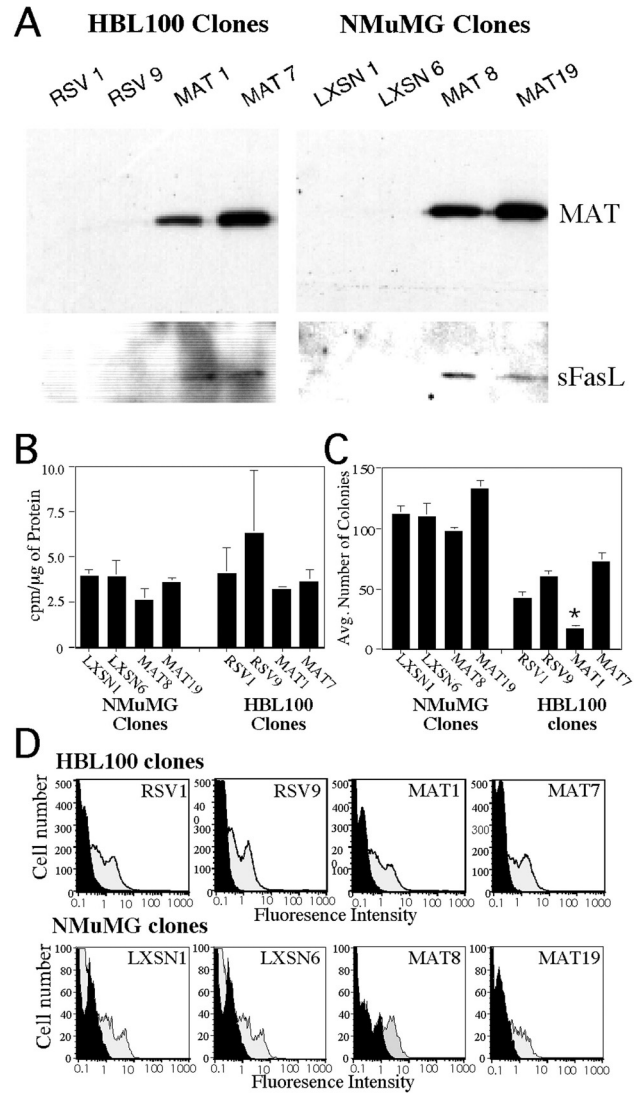 A
HBL100 Clones NMuMG Clones
RSV 1 RSV 9 MAT 1 MAT 7 LXSN 1 LXSN 6 MAT 8 MAT19
MAT
sFasL
B
cpm/µg of Protein
10.0
7.5
5.0
2.5
0
LXSN1 LXSN6 MAT8 MAT19 RSV1 RSV9 MAT1 MAT7
NMuMG Clones HBL100 Clones
C
Avg. Number of Colonies
150
100
50
0
*
LXSN1 LXSN6 MAT8 MAT19 RSV1 RSV9 MAT1 MAT7
NMuMG Clones HBL100 clones
D
HBL100 clones
Cell number
RSV1 RSV9 MAT1 MAT7
500 400 300 200 100 0
0.1 1 10 100 1000
Fluoresence Intensity
NMuMG clones
Cell number
LXSN1 LXSN6 MAT8 MAT19
100 80 60 40 20 0
0.1 1 10 100 1000
Fluoresence Intensity